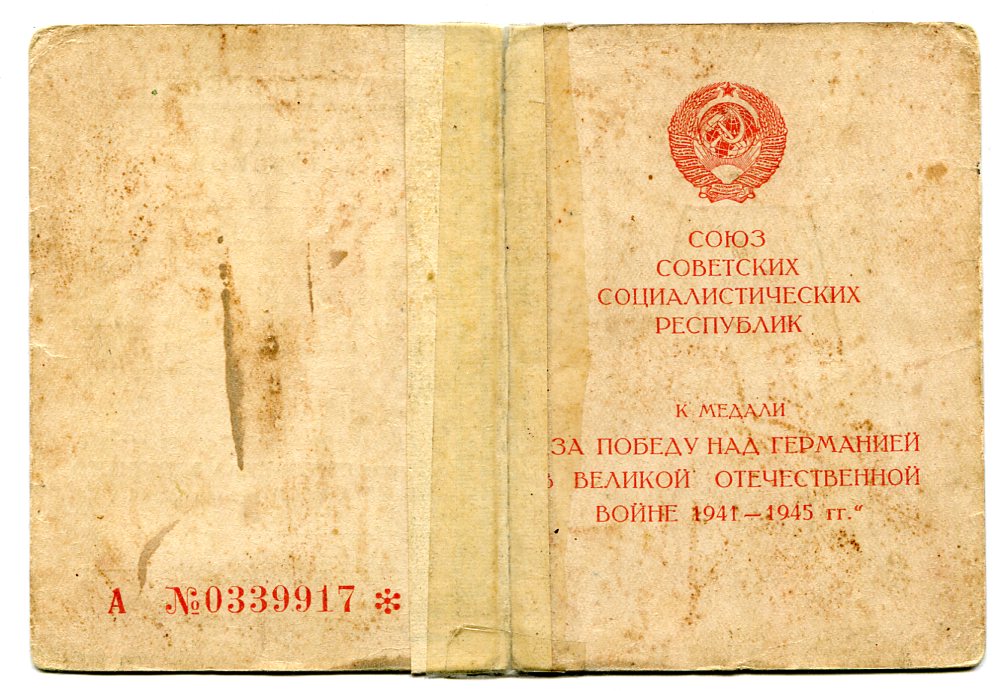 А №0339917 *
СОЮЗ
СОВЕТСКИХ
СОЦИАЛИСТИЧЕСКИХ
РЕСПУБЛИК
К МЕДАЛИ
ЗА ПОБЕДУ НАД ГЕРМАНИЕЙ
В ВЕЛИКОЙ ОТЕЧЕСТВЕННОЙ
ВОЙНЕ 1941—1945 гг.“